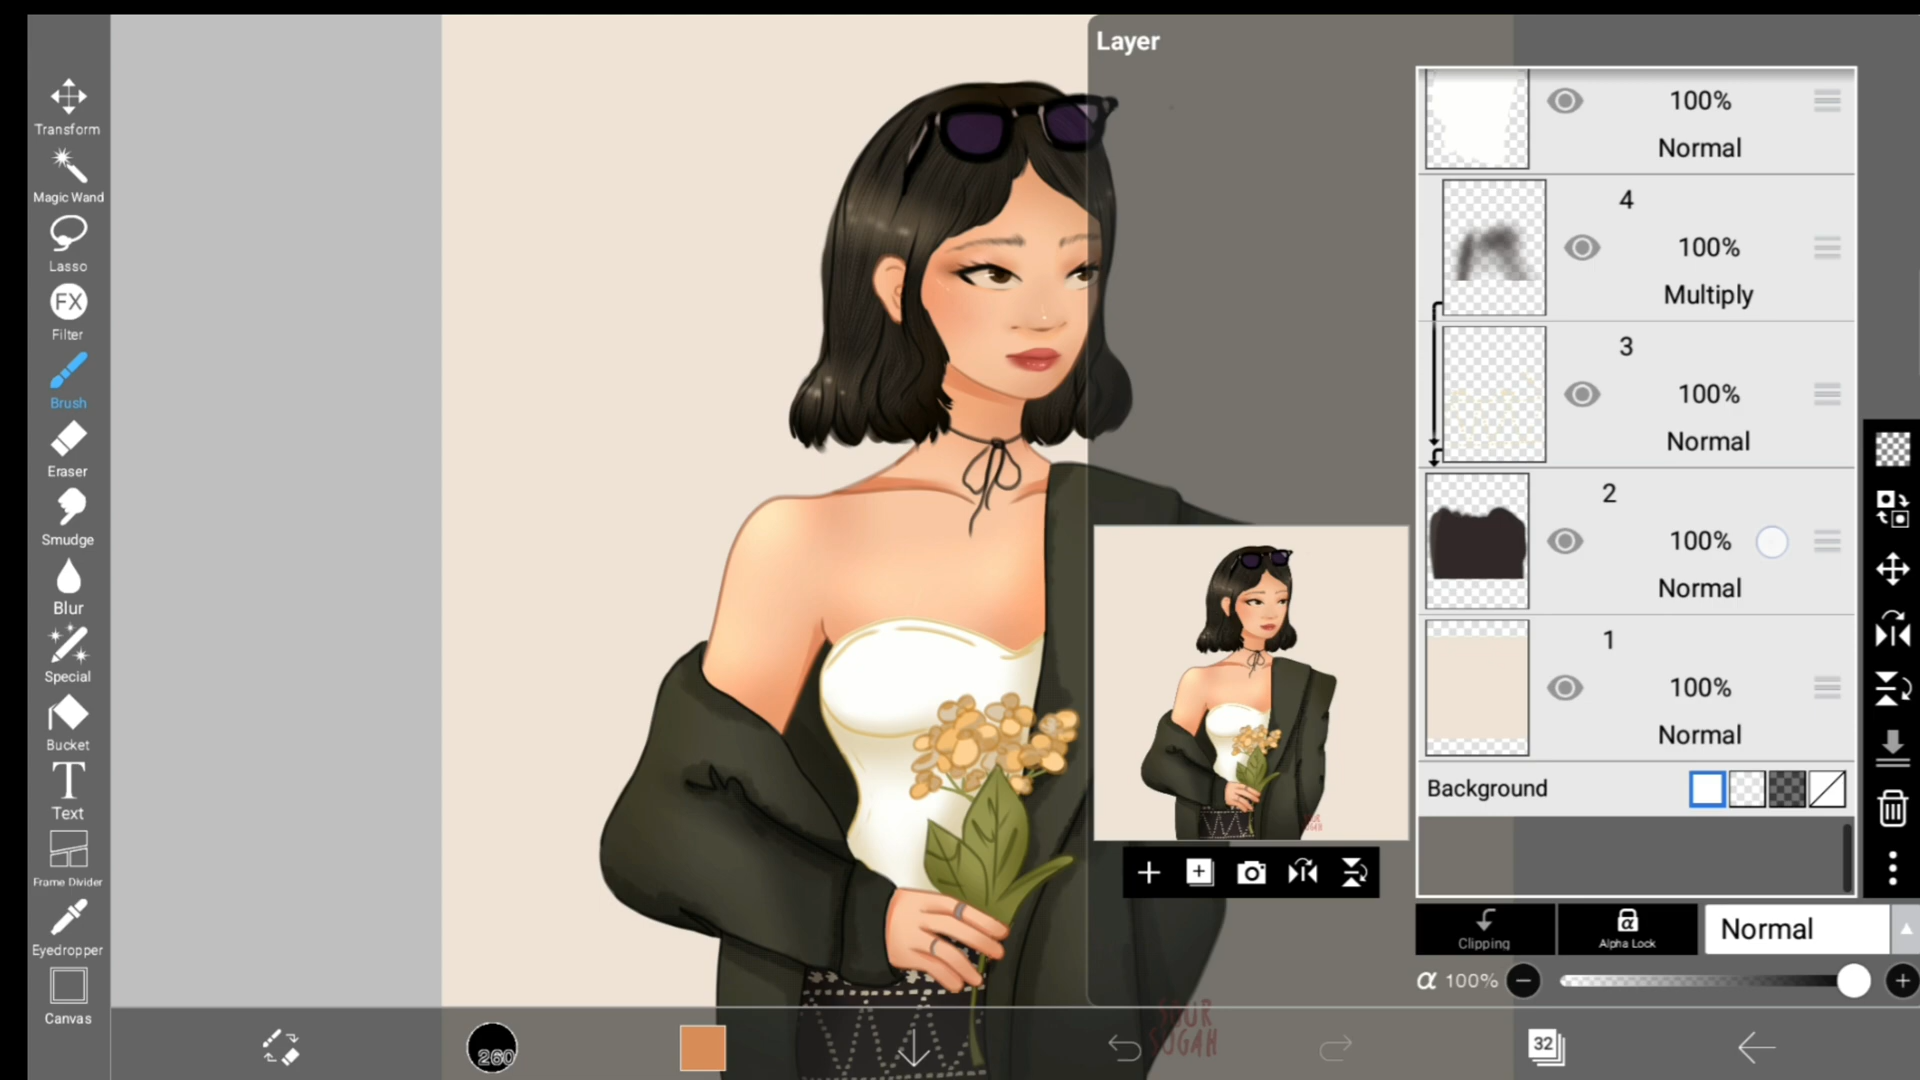 Layer
Transform
Magic Wand
Lasso
FX
Filter
Brush
Eraser
Smudge
Blur
Special
Bucket
T
Text
Frame Divider
Eyedropper
Canvas
260
100%
Normal
4
100%
Multiply
3
100%
Normal
2
100%
Normal
1
100%
Normal
Background
Clipping
α
Alpha Lock
Normal
α 100%
32
SUGAH